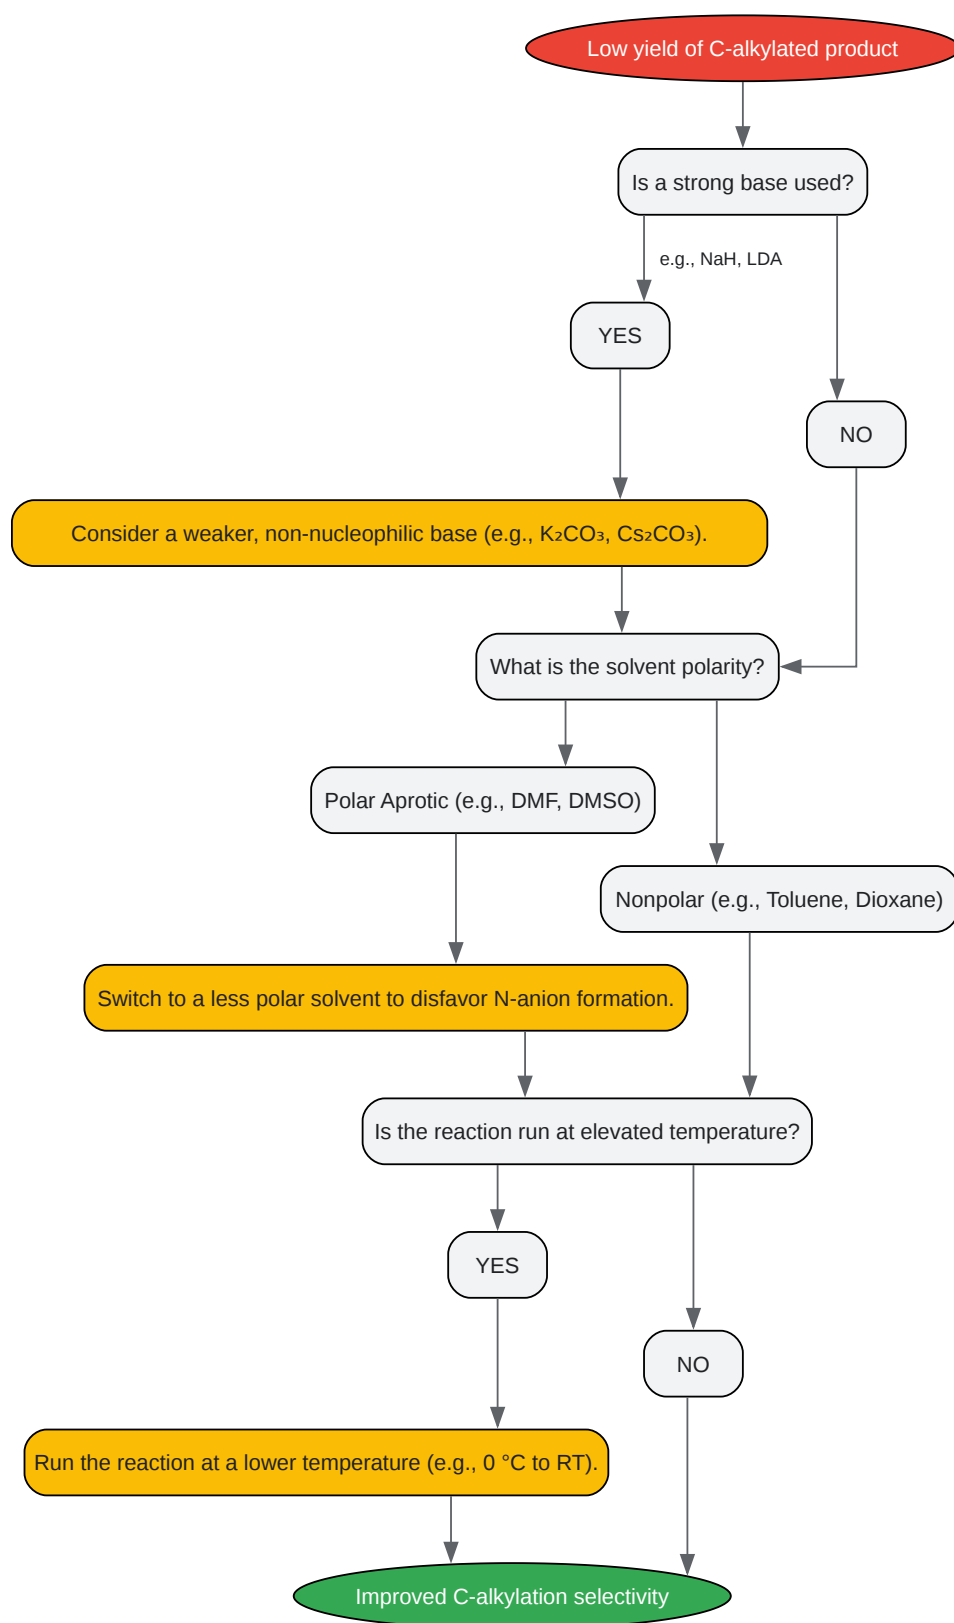 Low yield of C-alkylated product
Is a strong base used?
e.g., NaH, LDA
YES
NO
Consider a weaker, non-nucleophilic base (e.g., K₂CO₃, Cs₂CO₃).
What is the solvent polarity?
Polar Aprotic (e.g., DMF, DMSO)
Nonpolar (e.g., Toluene, Dioxane)
Switch to a less polar solvent to disfavor N-anion formation.
Is the reaction run at elevated temperature?
YES
NO
Run the reaction at a lower temperature (e.g., 0 °C to RT).
Improved C-alkylation selectivity